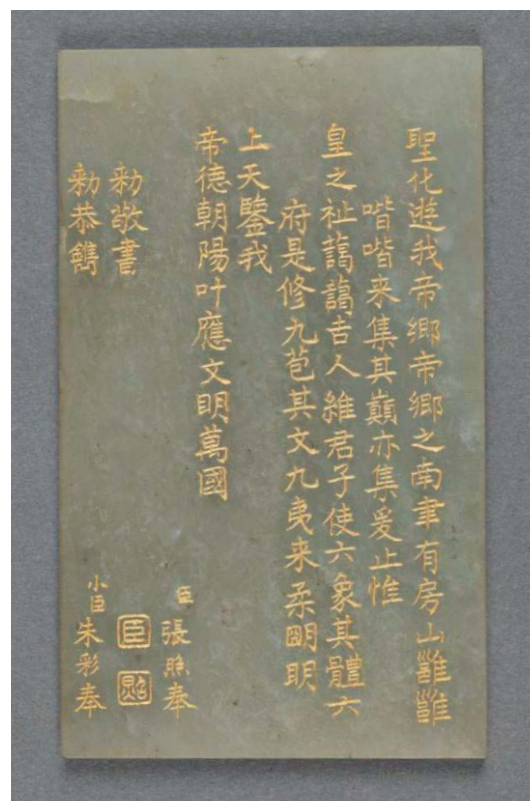 聖化遊我帝鄉帝鄉之南聿有房山雝雝
喈喈来集其巔亦集爰止惟
皇之祉藹藹吉人維君子使六象其體六
府是修九苞其文九夷来柔朙明
上天鑒我
帝德朝陽叶應文明萬國
臣張照奉
勅敬書 臣 照
勅恭鐫 小臣朱彩奉